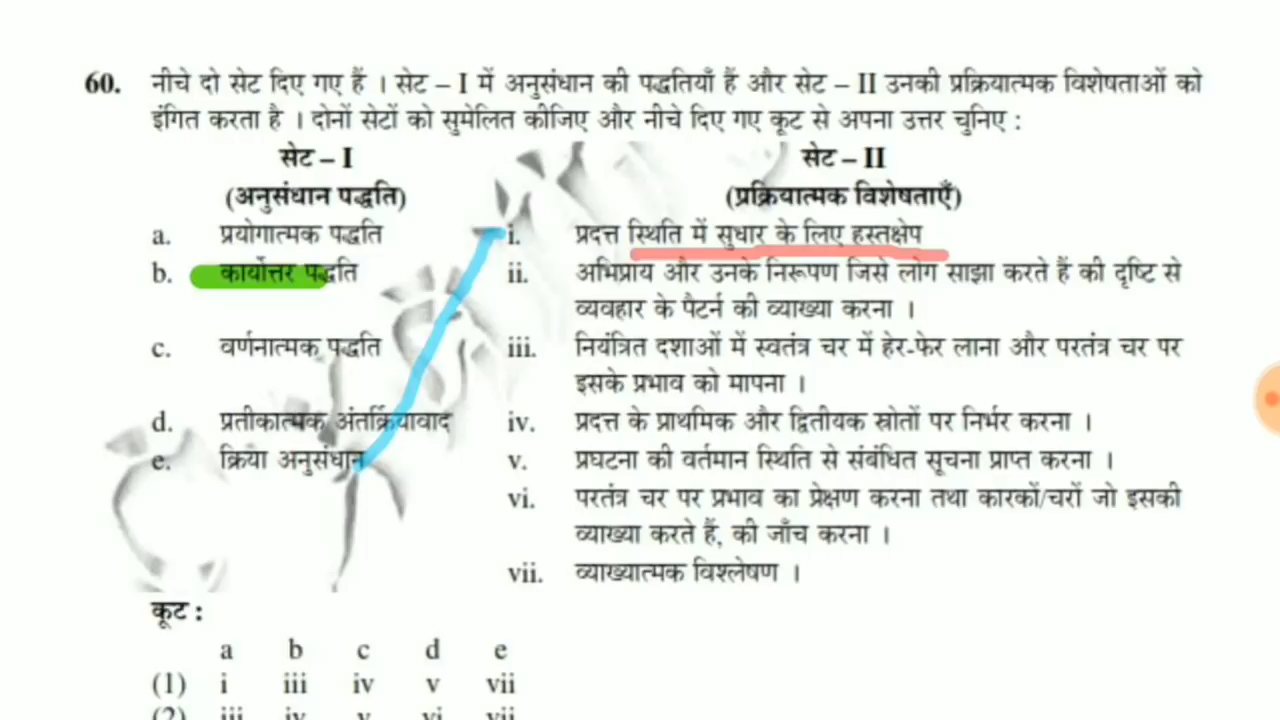 60. नीचे दो सेट दिए गए हैं । सेट – I में अनुसंधान की पद्धतियाँ हैं और सेट – II उनकी प्रक्रियात्मक विशेषताओं को
इंगित करता है । दोनों सेटों को सुमेलित कीजिए और नीचे दिए गए कूट से अपना उत्तर चुनिए :
सेट – I सेट – II
(अनुसंधान पद्धति) (प्रक्रियात्मक विशेषताएँ)
a. प्रयोगात्मक पद्धति i. प्रदत्त स्थिति में सुधार के लिए हस्तक्षेप
b. कार्योत्तर पद्धति ii. अभिप्राय और उनके निरूपण जिसे लोग साझा करते हैं की दृष्टि से
व्यवहार के पैटर्न की व्याख्या करना ।
c. वर्णनात्मक पद्धति iii. नियंत्रित दशाओं में स्वतंत्र चर में हेर-फेर लाना और परतंत्र चर पर
इसके प्रभाव को मापना ।
d. प्रतीकात्मक अंतर्क्रियावाद iv. प्रदत्त के प्राथमिक और द्वितीयक स्रोतों पर निर्भर करना ।
e. क्रिया अनुसंधान v. प्रघटना की वर्तमान स्थिति से संबंधित सूचना प्राप्त करना ।
vi. परतंत्र चर पर प्रभाव का प्रेक्षण करना तथा कारकों/चरों जो इसकी
व्याख्या करते हैं, की जाँच करना ।
vii. व्याख्यात्मक विश्लेषण ।
कूट :
a b c d e
(1) i iii iv v vii
(2) iii iv v vi vii